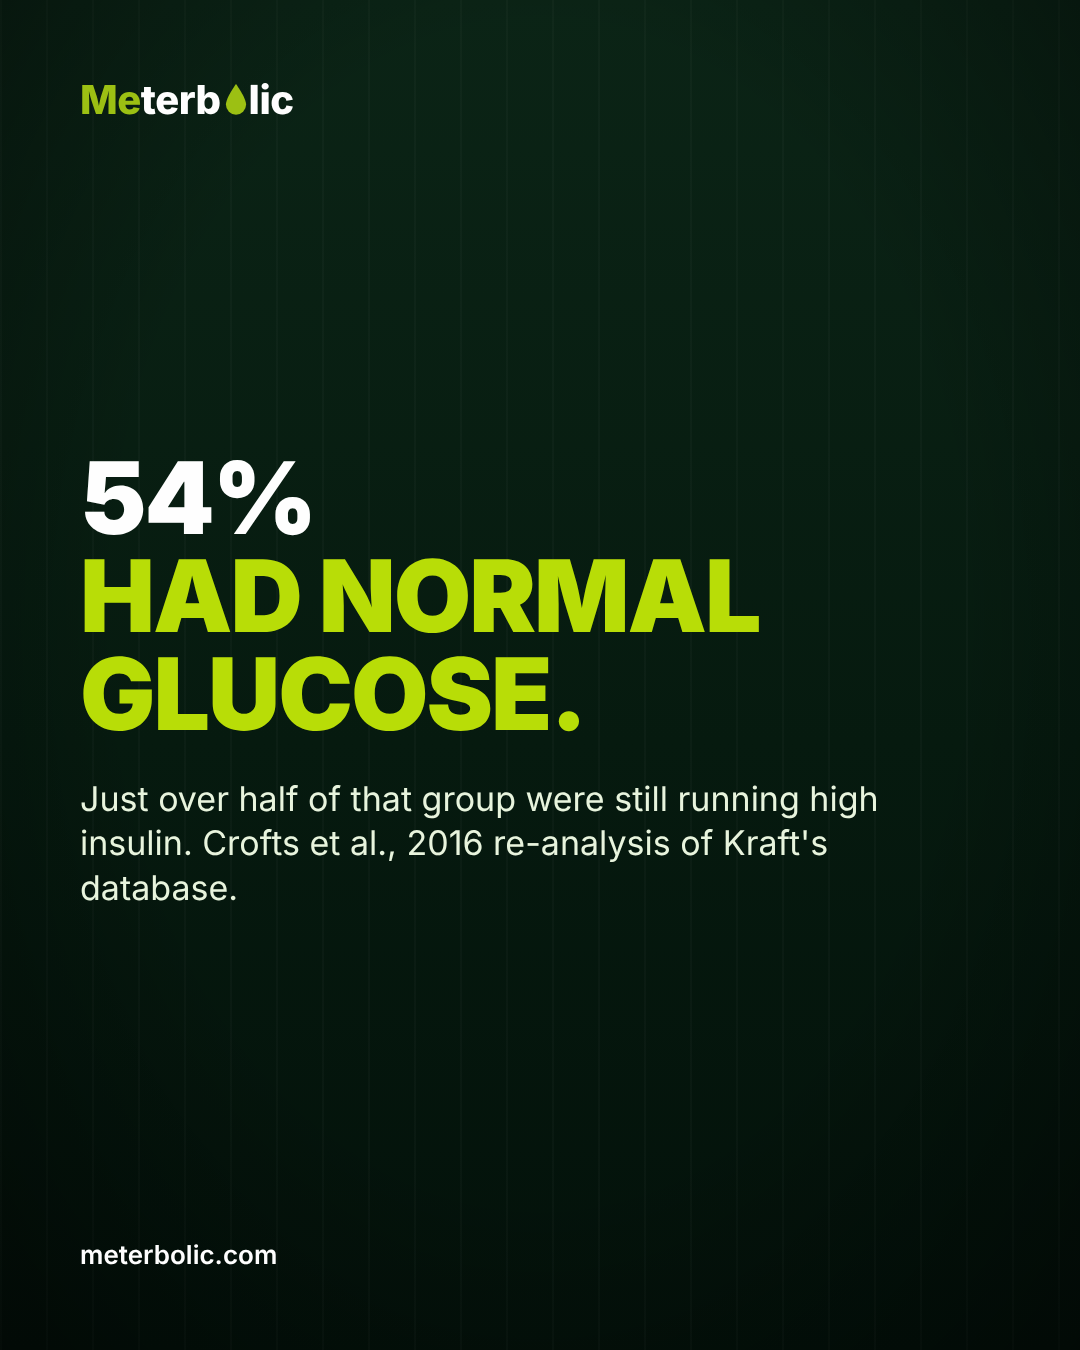 Meterbolic
54%
HAD NORMAL
GLUCOSE.
Just over half of that group were still running high
insulin. Crofts et al., 2016 re-analysis of Kraft's
database.
meterbolic.com